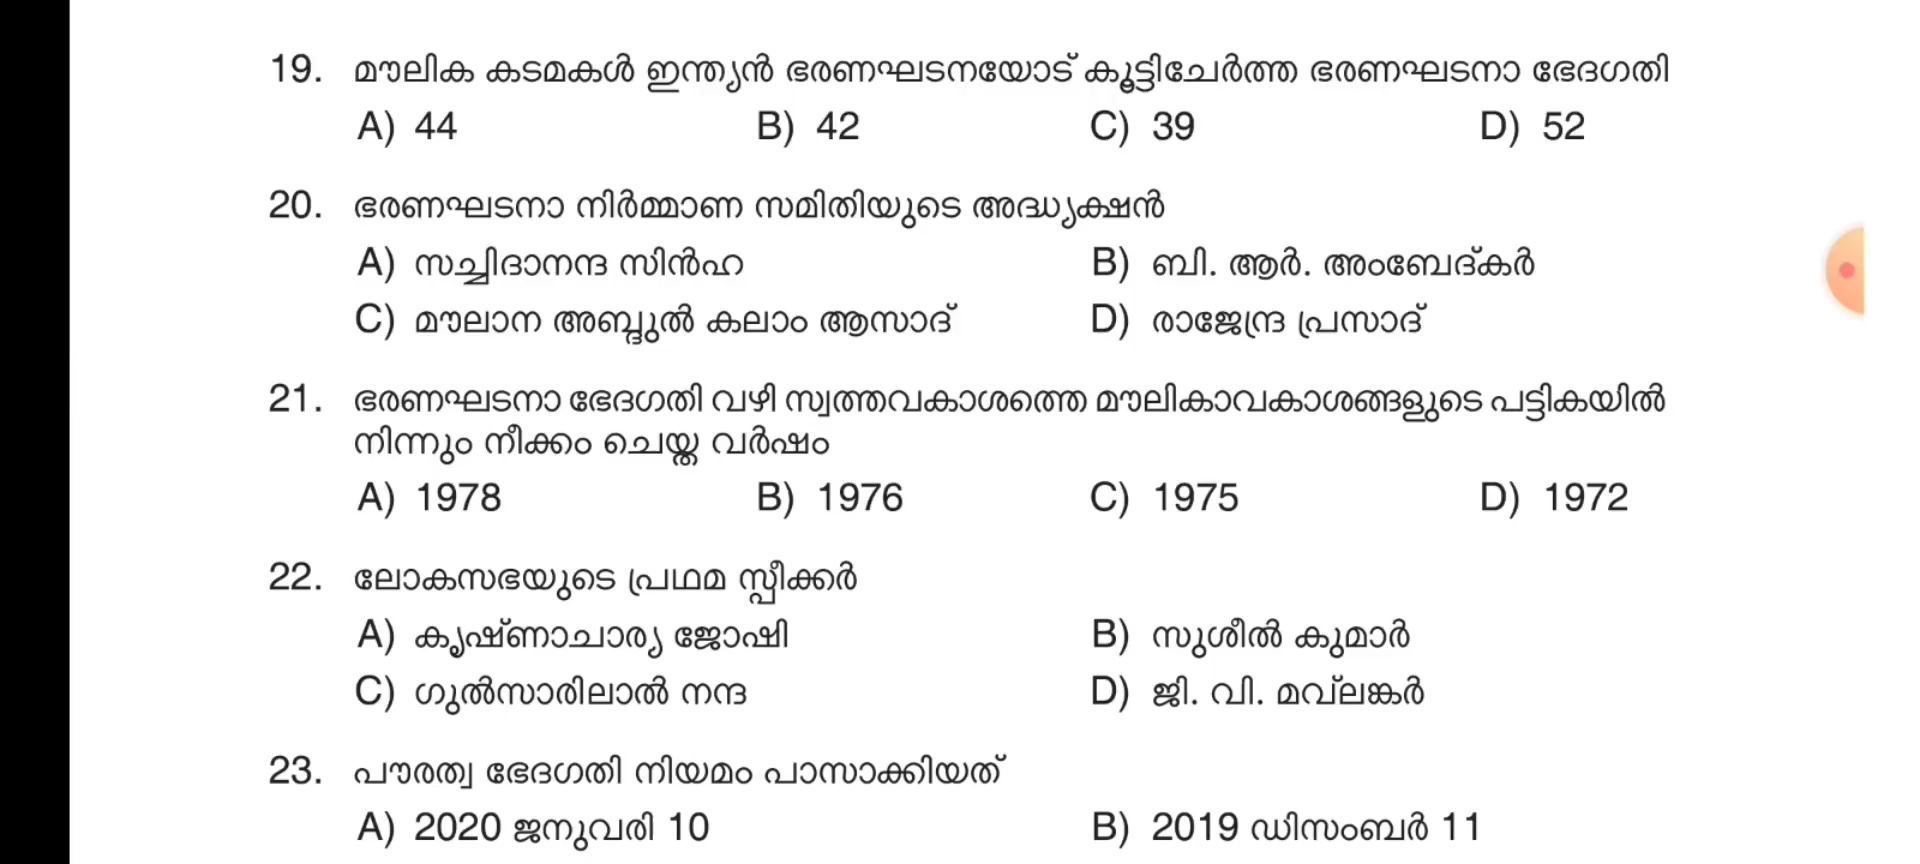 19. മൗലിക കടമകൾ ഇന്ത്യൻ ഭരണഘടനയോട് കൂട്ടിചേർത്ത ഭരണഘടനാ ഭേദഗതി
A) 44 B) 42 C) 39 D) 52
20. ഭരണഘടനാ നിർമ്മാണ സമിതിയുടെ അദ്ധ്യക്ഷൻ
A) സച്ചിദാനന്ദ സിൻഹ B) ബി. ആർ. അംബേദ്കർ
C) മൗലാന അബ്ദുൽ കലാം ആസാദ് D) രാജേന്ദ്ര പ്രസാദ്
21. ഭരണഘടനാ ഭേദഗതി വഴി സ്വത്തവകാശത്തെ മൗലികാവകാശങ്ങളുടെ പട്ടികയിൽ
നിന്നും നീക്കം ചെയ്ത വർഷം
A) 1978 B) 1976 C) 1975 D) 1972
22. ലോകസഭയുടെ പ്രഥമ സ്പീക്കർ
A) കൃഷ്ണാചാര്യ ജോഷി B) സുശീൽ കുമാർ
C) ഗുൽസാരിലാൽ നന്ദ D) ജി. വി. മവ്ലങ്കർ
23. പൗരത്വ ഭേദഗതി നിയമം പാസാക്കിയത്
A) 2020 ജനുവരി 10 B) 2019 ഡിസംബർ 11